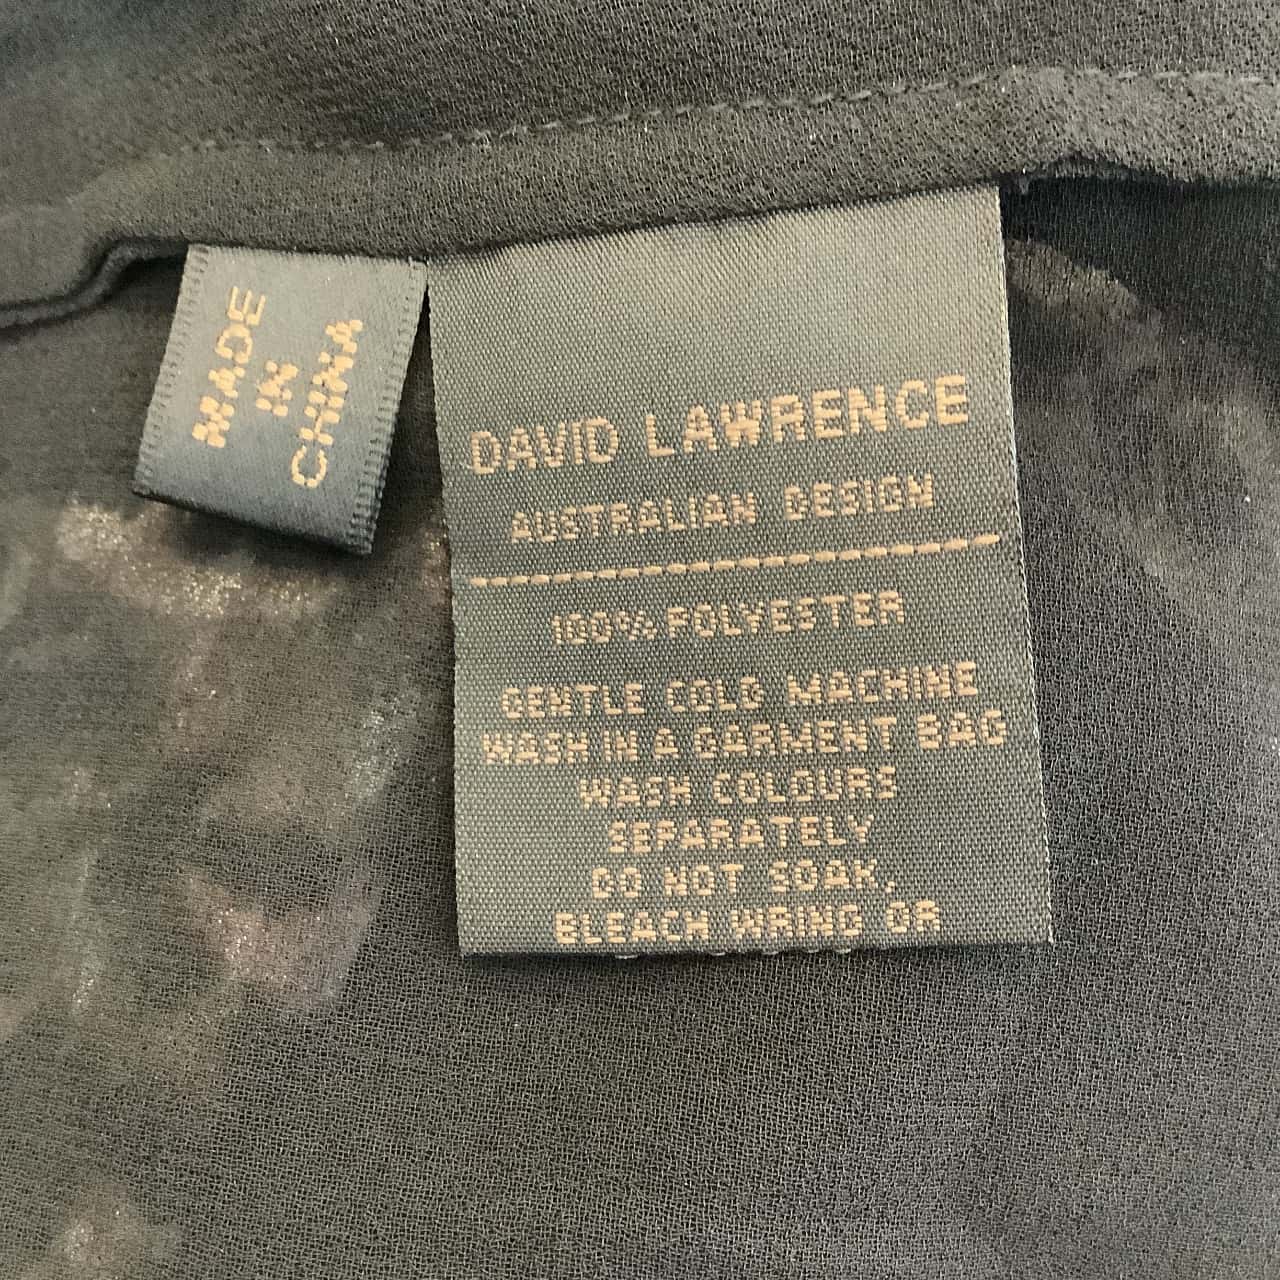 MADE
IN
CHINA
DAVID LAWRENCE
AUSTRALIAN DESIGN
100% POLYESTER
GENTLE COLD MACHINE
WASH IN A GARMENT BAG
WASH COLOURS
SEPARATELY
DO NOT SOAK,
BLEACH WRING OR